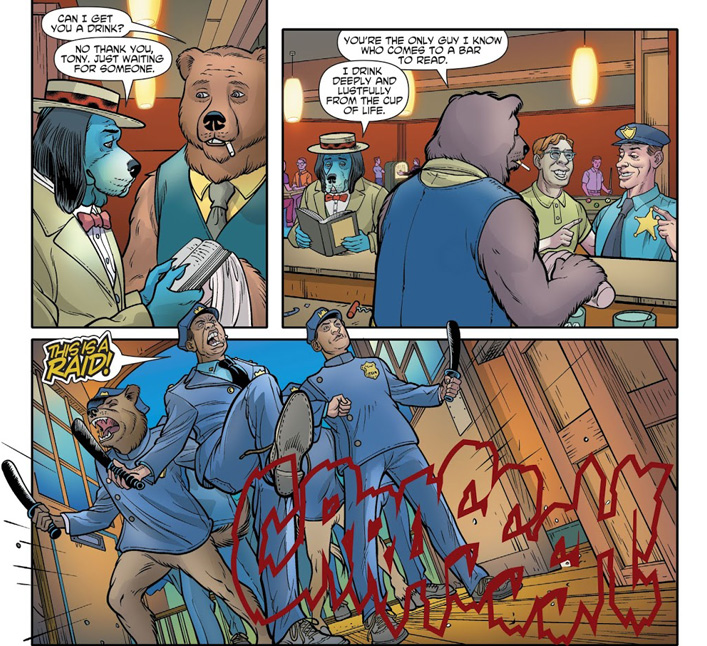 CAN I GET
YOU A DRINK?
NO THANK YOU,
TONY. JUST WAITING
FOR SOMEONE.
YOU'RE THE ONLY GUY I KNOW
WHO COMES TO A BAR
TO READ.
I DRINK
DEEPLY AND
LUSTFULLY
FROM THE CUP
OF LIFE.
THIS IS A
RAID!
CRASSH